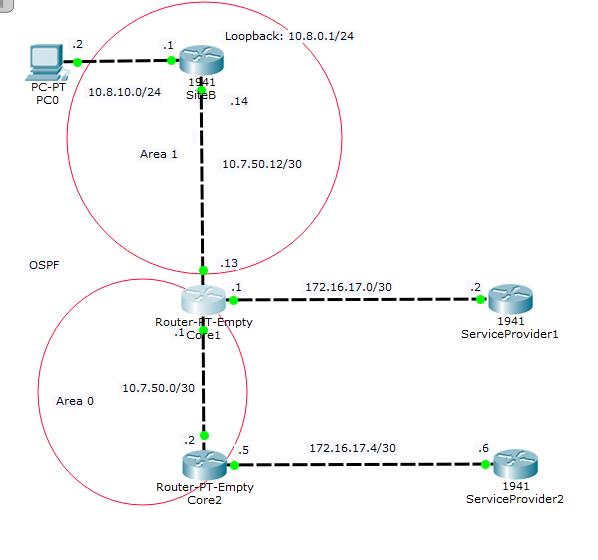 Loopback: 10.8.0.1/24
.2
.1
PC-PT
PC0
10.8.10.0/24
1941
SiteB
.14
Area 1
10.7.50.12/30
OSPF
.13
.1
172.16.17.0/30
.2
Router-PT-Empty
Core1
1941
ServiceProvider1
.1
10.7.50.0/30
Area 0
.2
.5
172.16.17.4/30
.6
Router-PT-Empty
Core2
1941
ServiceProvider2